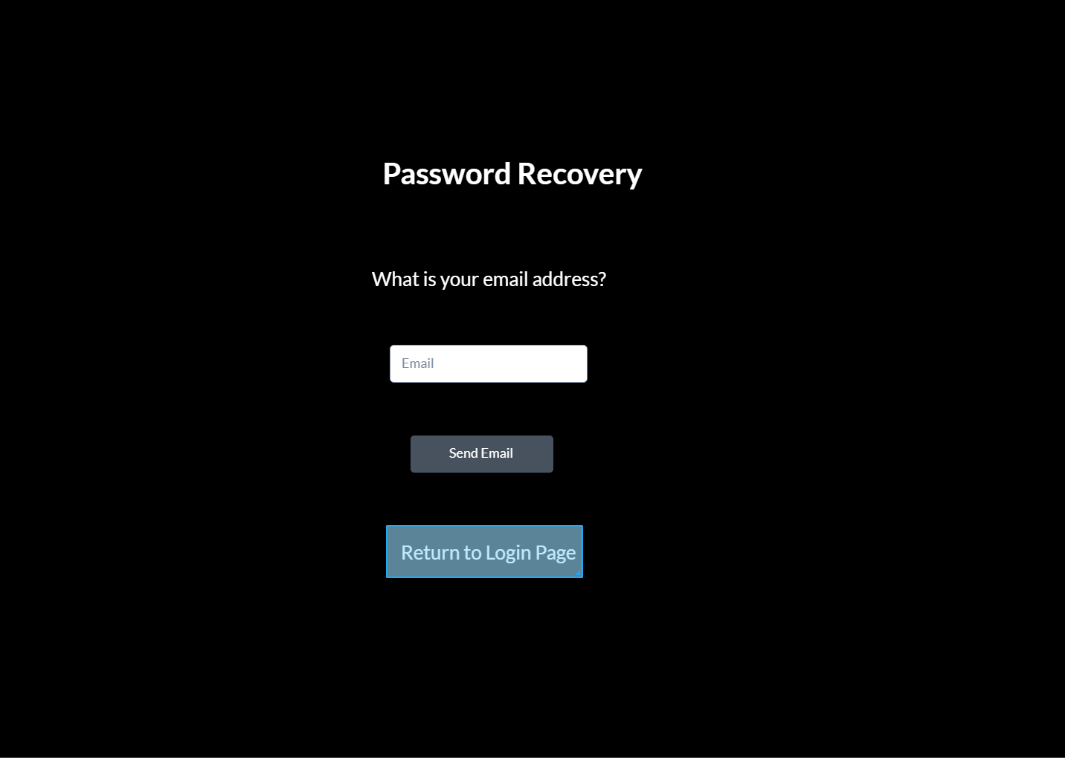 Password Recovery
What is your email address?
Email
Send Email
Return to Login Page